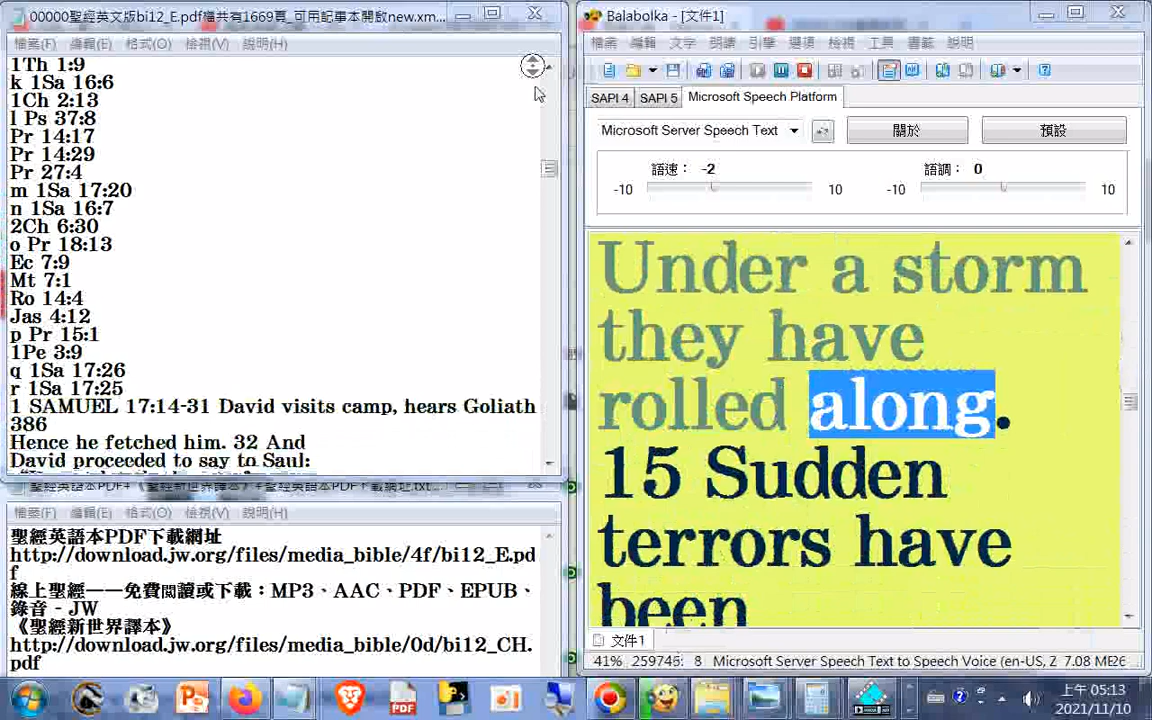 00000聖經英文版bi12_E.pdf檔共有1669頁_可用記事本開啟new.xm...
檔案(F) 編輯(E) 格式(O) 檢視(V) 說明(H)
1Th 1:9
k 1Sa 16:6
1Ch 2:13
l Ps 37:8
Pr 14:17
Pr 14:29
Pr 27:4
m 1Sa 17:20
n 1Sa 16:7
2Ch 6:30
o Pr 18:13
Ec 7:9
Mt 7:1
Ro 14:4
Jas 4:12
p Pr 15:1
1Pe 3:9
q 1Sa 17:26
r 1Sa 17:25
1 SAMUEL 17:14-31 David visits camp, hears Goliath
386
Hence he fetched him. 32 And
David proceeded to say to Saul:
檔案(F) 編輯(E) 格式(O) 檢視(V) 說明(H)
聖經英語本PDF下載網址
http://download.jw.org/files/media_bible/4f/bi12_E.pd
f
線上聖經——免費閱讀或下載：MP3、AAC、PDF、EPUB、
錄音 - JW
《聖經新世界譯本》
http://download.jw.org/files/media_bible/0d/bi12_CH.
pdf
Balabolka - [文件1]
檔案 編輯 文字 朗讀 引擎 選項 檢視 工具 書籤 說明
SAPI 4 SAPI 5 Microsoft Speech Platform
Microsoft Server Speech Text 關於 預設
語速： -2 語調： 0
-10 10 -10 10
Under a storm
they have
rolled along.
15 Sudden
terrors have
been
文件1
41% 259745: 8 Microsoft Server Speech Text to Speech Voice (en-US, Z 7.08 ME26
上午 05:13
2021/11/10